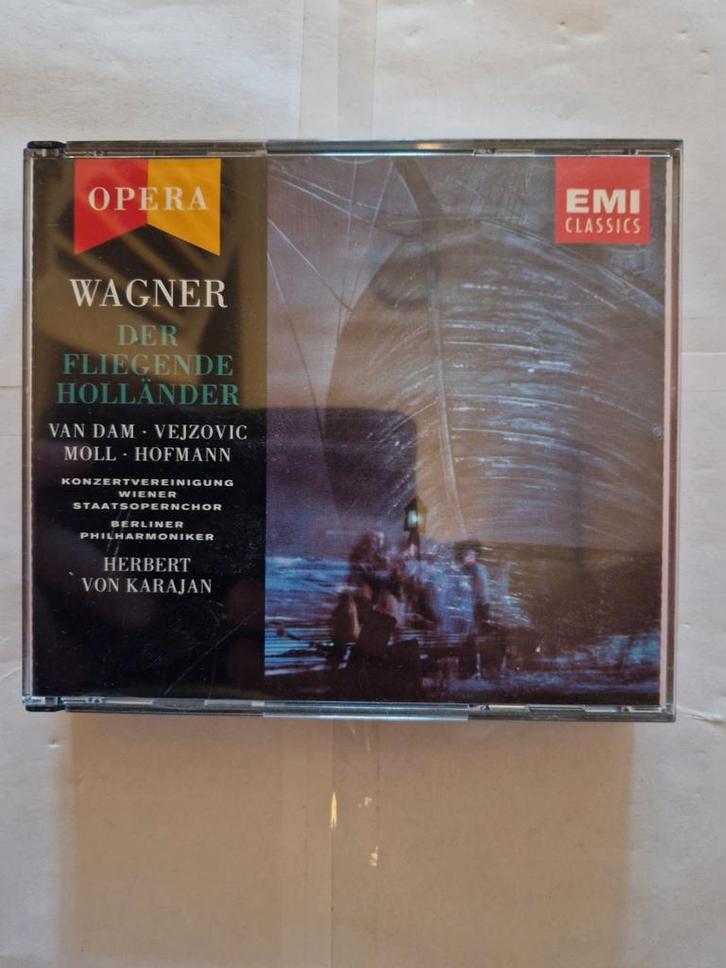 OPERA
EMI
CLASSICS
WAGNER
DER
FLIEGENDE
HOLLÄNDER
VAN DAM · VEJZOVIC
MOLL · HOFMANN
KONZERTVEREINIGUNG
WIENER
STAATSOPERNCHOR
BERLINER
PHILHARMONIKER
HERBERT
VON KARAJAN